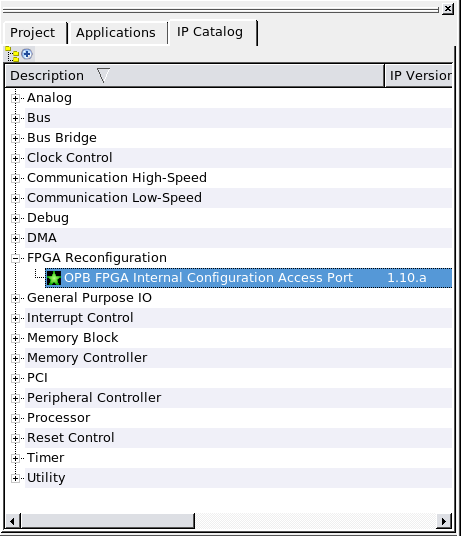 Project Applications IP Catalog
Description IP Version
Analog
Bus
Bus Bridge
Clock Control
Communication High-Speed
Communication Low-Speed
Debug
DMA
FPGA Reconfiguration
OPB FPGA Internal Configuration Access Port 1.10.a
General Purpose IO
Interrupt Control
Memory Block
Memory Controller
PCI
Peripheral Controller
Processor
Reset Control
Timer
Utility